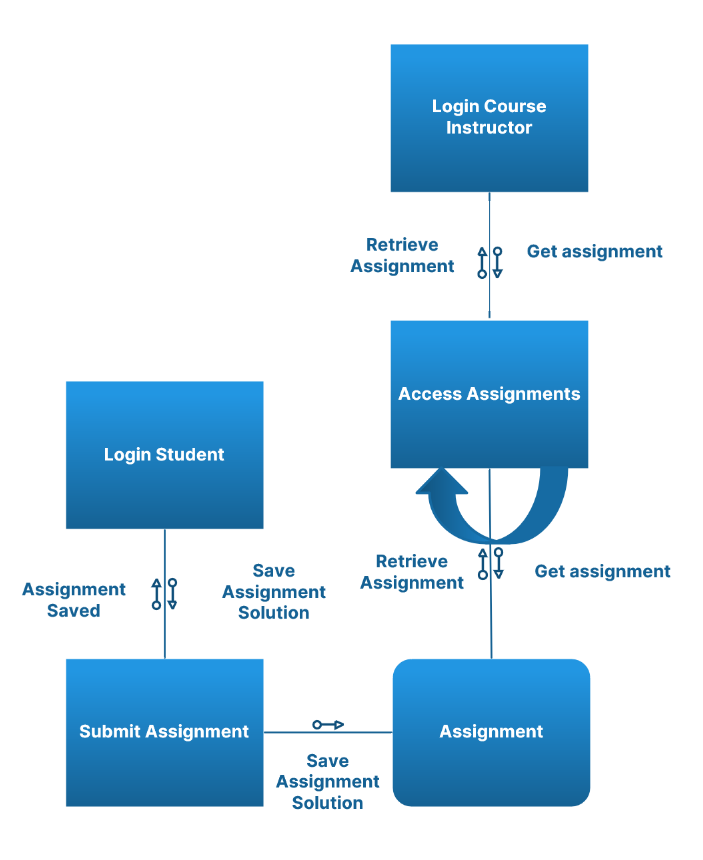 Login Course
Instructor
Retrieve
Assignment
Get assignment
Access Assignments
Login Student
Retrieve
Assignment
Get assignment
Assignment
Saved
Save
Assignment
Solution
Submit Assignment
Assignment
Save
Assignment
Solution